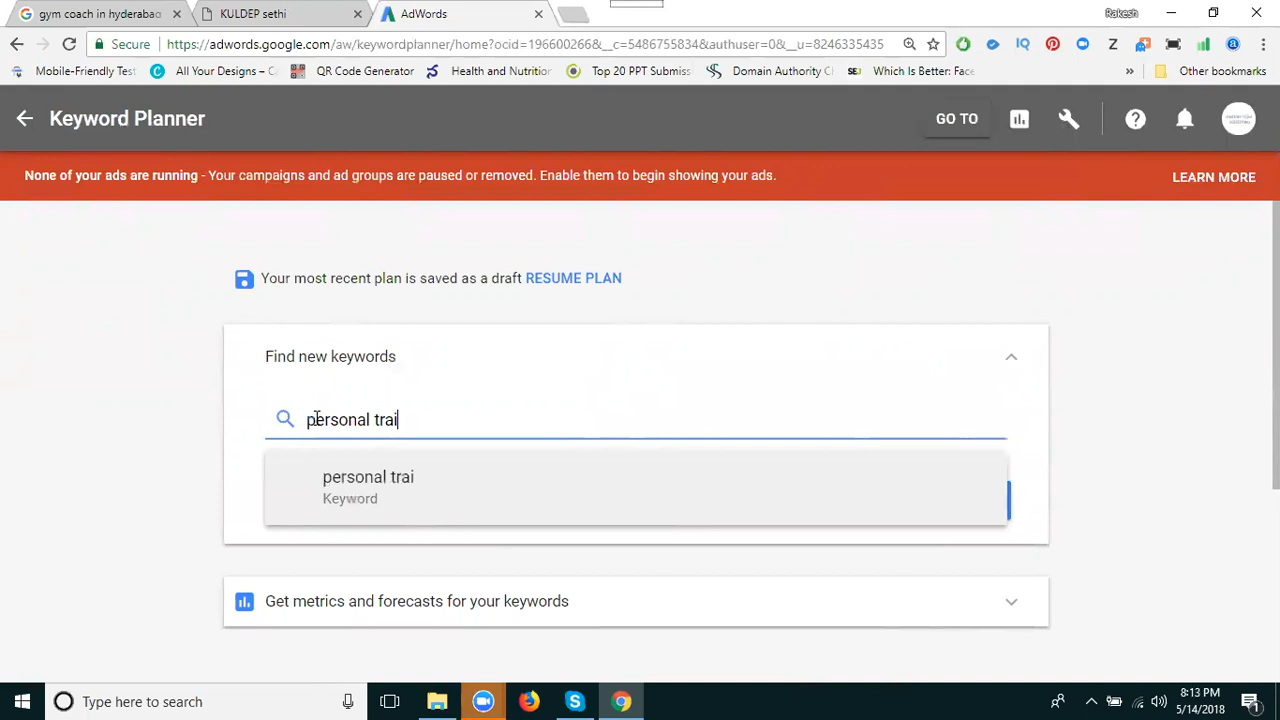 gym coach in hyderabad
KULDEP sethi
AdWords
Rakesh
Secure
https://adwords.google.com/aw/keywordplanner/home?ocid=196600266&__c=5486755834&authuser=0&__u=8246335435
Mobile-Friendly Test
All Your Designs – C
QR Code Generator
Health and Nutrition
Top 20 PPT Submiss
Domain Authority C
Which Is Better: Face
»
Other bookmarks
Keyword Planner
GO TO
None of your ads are running - Your campaigns and ad groups are paused or removed. Enable them to begin showing your ads.
LEARN MORE
Your most recent plan is saved as a draft RESUME PLAN
Find new keywords
personal trai
personal trai
Keyword
Get metrics and forecasts for your keywords
Type here to search
8:13 PM
5/14/2018